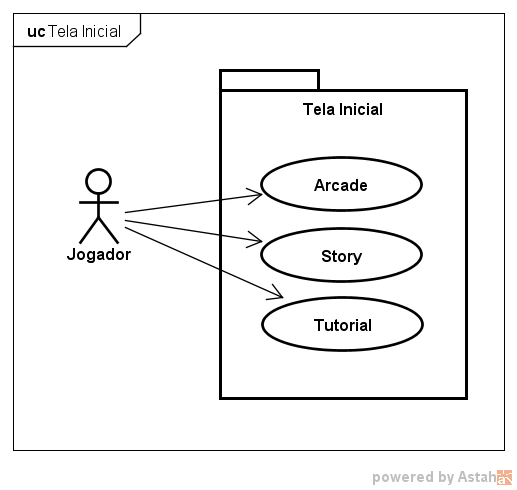 uc Tela Inicial
Tela Inicial
Arcade
Jogador
Story
Tutorial
powered by Astah